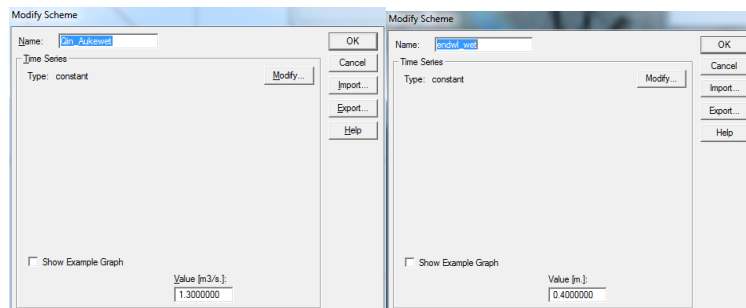 Modify Scheme
Name: Qin_Aukewet
OK
Time Series
Cancel
Type: constant
Modify...
Import...
Export...
Help
Show Example Graph
Value [m3/s.]:
1.3000000
Modify Scheme
Name: endwl_wet
OK
Time Series
Cancel
Type: constant
Modify...
Import...
Export...
Help
Show Example Graph
Value [m.]:
0.4000000